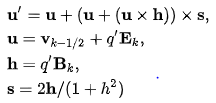 u′ = u + (u + (u × h)) × s,
u = v_{k−1/2} + q′E_k,
h = q′B_k,
s = 2h/(1 + h²)